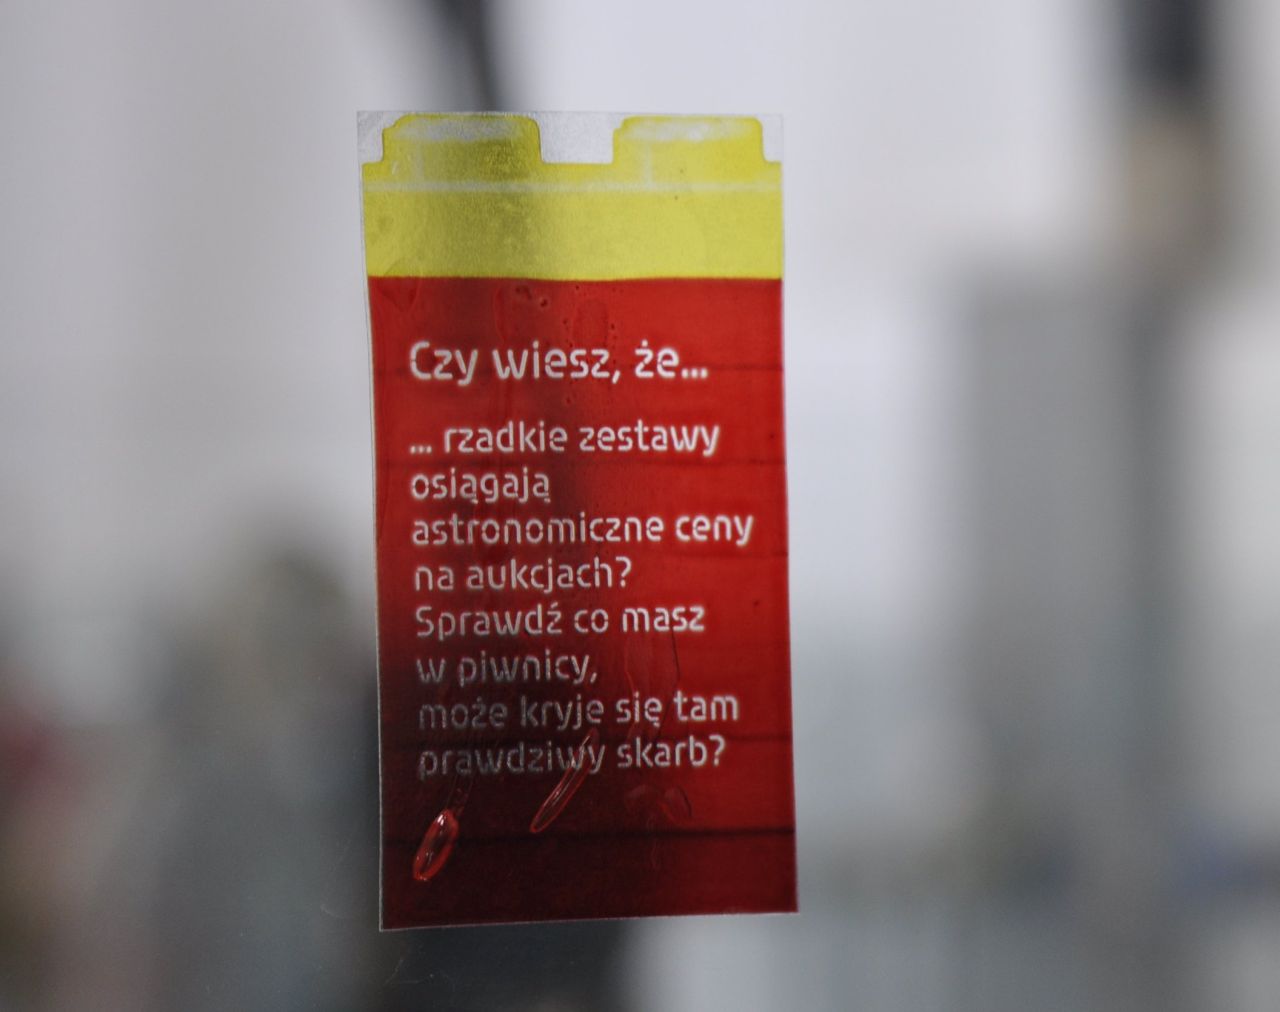 Czy wiesz, że...
... rzadkie zestawy
osiągają
astronomiczne ceny
na aukcjach?
Sprawdź co masz
w piwnicy,
może kryje się tam
prawdziwy skarb?